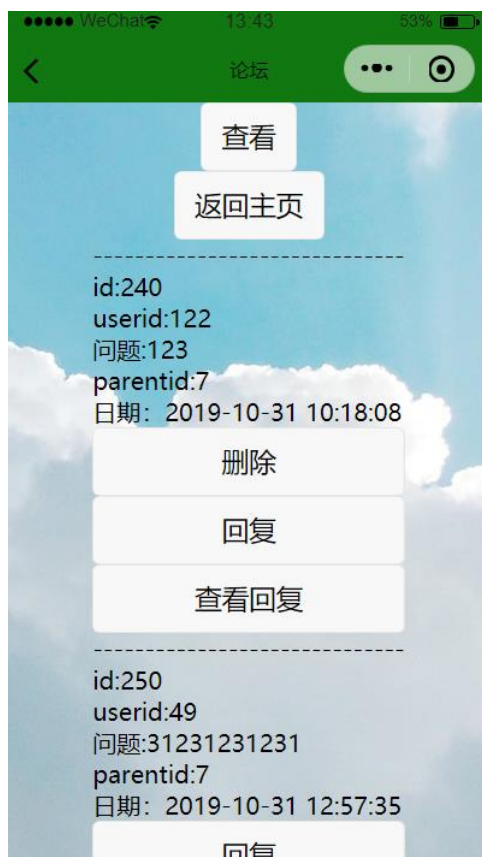 WeChat 13:43 53%
论坛
查看
返回主页
------------------------------
id:240
userid:122
问题:123
parentid:7
日期：2019-10-31 10:18:08
删除
回复
查看回复
------------------------------
id:250
userid:49
问题:31231231231
parentid:7
日期：2019-10-31 12:57:35
回复